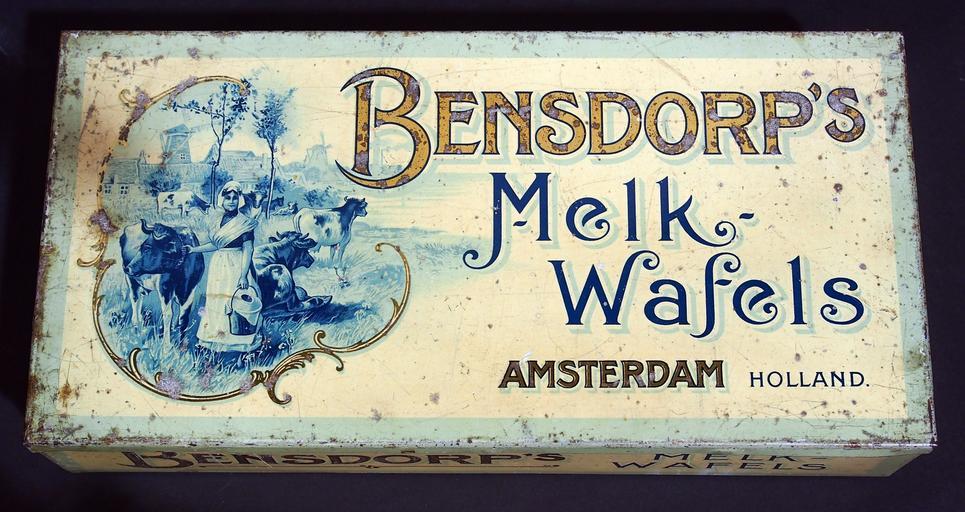 BENSDORP'S
Melk-
Wafels
AMSTERDAM HOLLAND.
BENSDORP'S MELK-
WAFELS